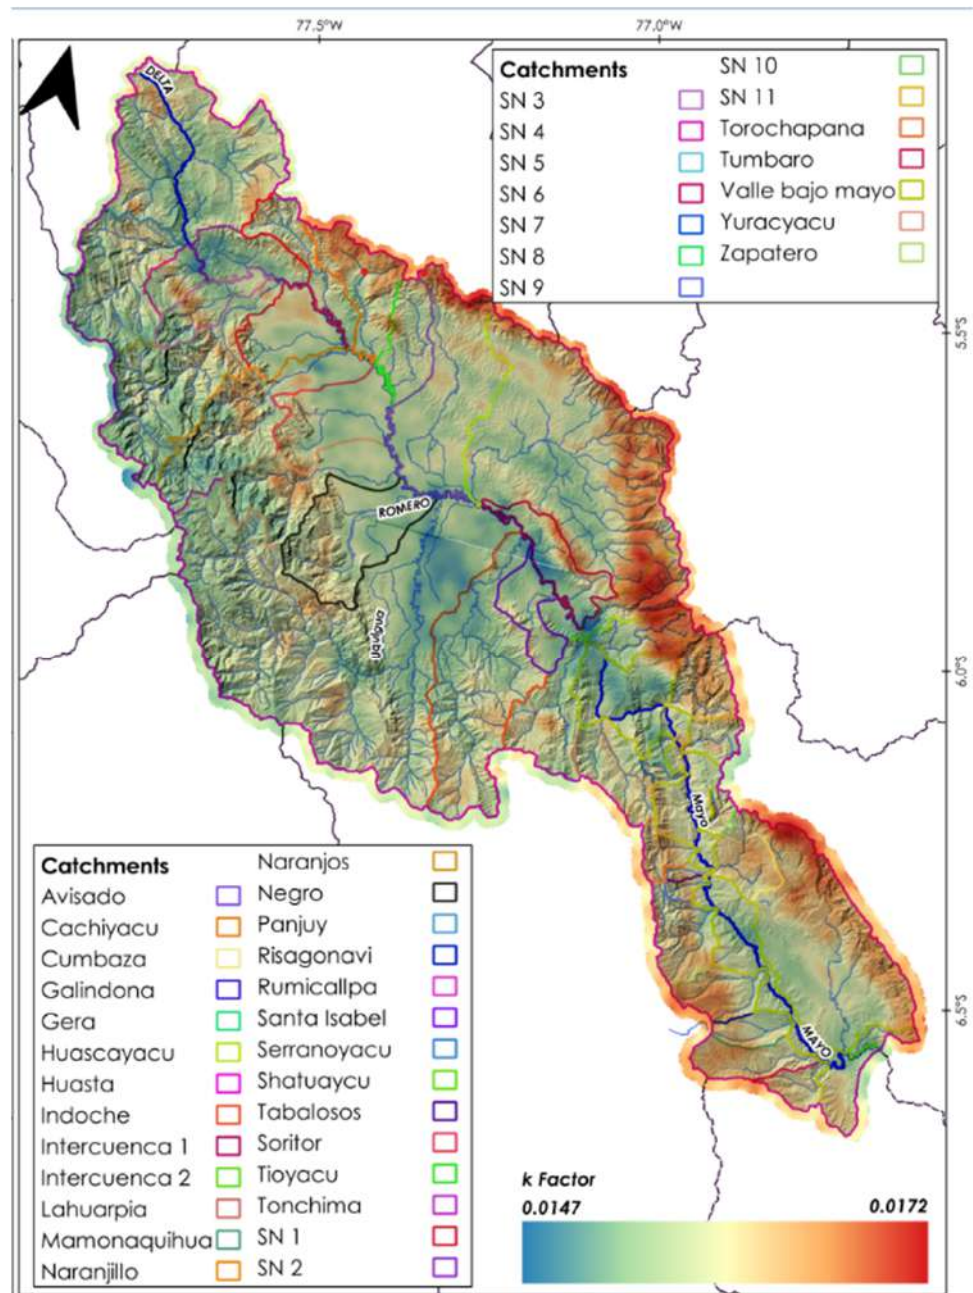 77.5°W
77.0°W
Catchments
SN 3
SN 4
SN 5
SN 6
SN 7
SN 8
SN 9
SN 10
SN 11
Torochapana
Tumbaro
Valle bajo mayo
Yuracyacu
Zapatero
DELTA
5.5°S
ROMERO
6.0°S
Mayo
6.5°S
MAYO
Catchments
Avisado
Cachiyacu
Cumbaza
Galindona
Gera
Huascayacu
Huasta
Indoche
Intercuenca 1
Intercuenca 2
Lahuarpia
Mamonaquihua
Naranjillo
Naranjos
Negro
Panjuy
Risagonavi
Rumicallpa
Santa Isabel
Serranoyacu
Shatuaycu
Tabalosos
Soritor
Tioyacu
Tonchima
SN 1
SN 2
k Factor
0.0147
0.0172